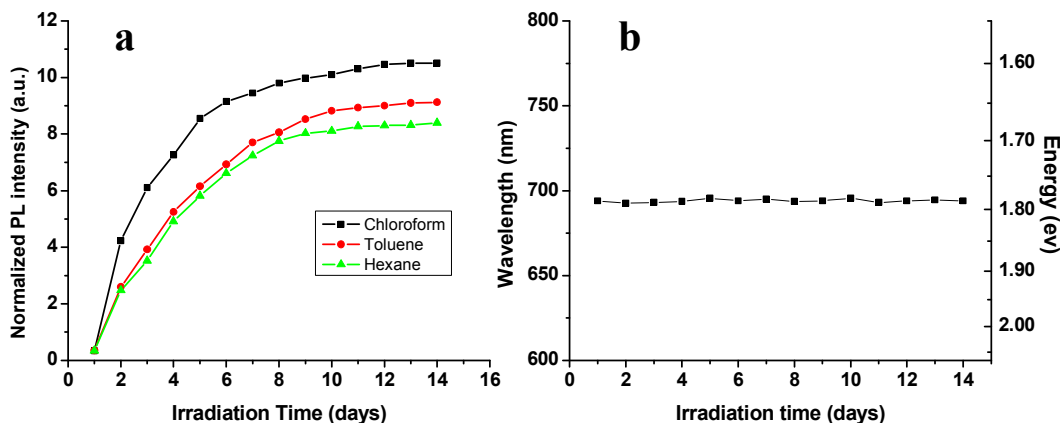 a
Normalized PL intensity (a.u.)
12
10
8
6
4
2
0
0 2 4 6 8 10 12 14 16
Irradiation Time (days)
Chloroform
Toluene
Hexane
b
Wavelength (nm)
800
750
700
650
600
0 2 4 6 8 10 12 14
Irradiation time (days)
1.60
1.70
1.80
1.90
2.00
Energy (ev)